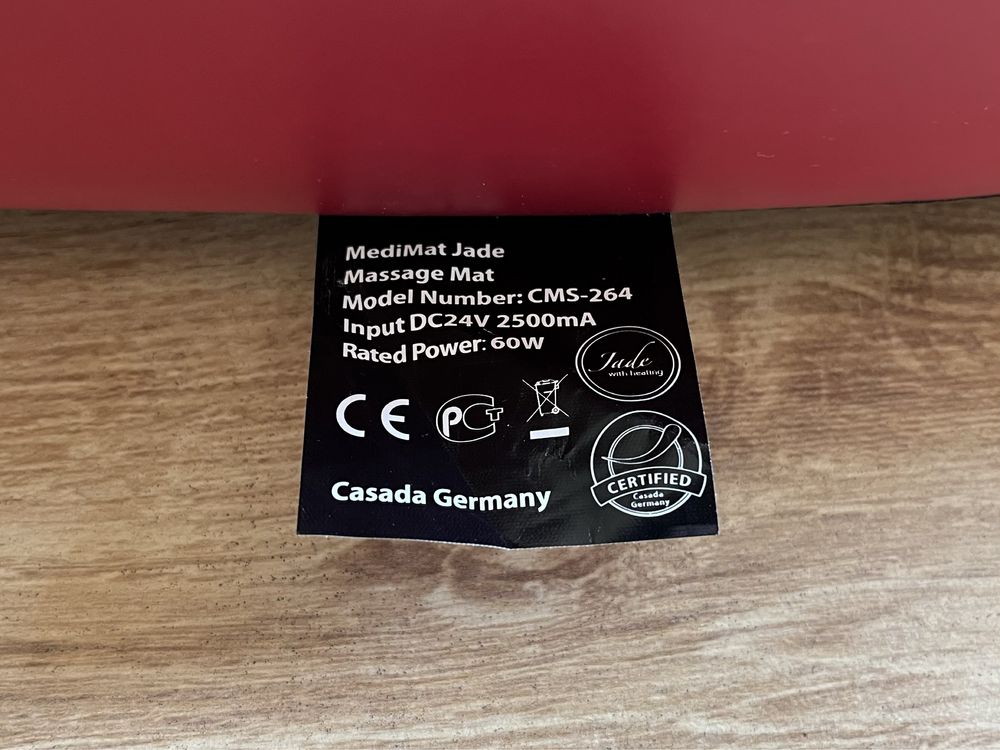 MediMat Jade
Massage Mat
Model Number: CMS-264
Input DC24V 2500mA
Rated Power: 60W
Jade
with healing
CE
РСТ
CERTIFIED
Casada
Germany
Casada Germany